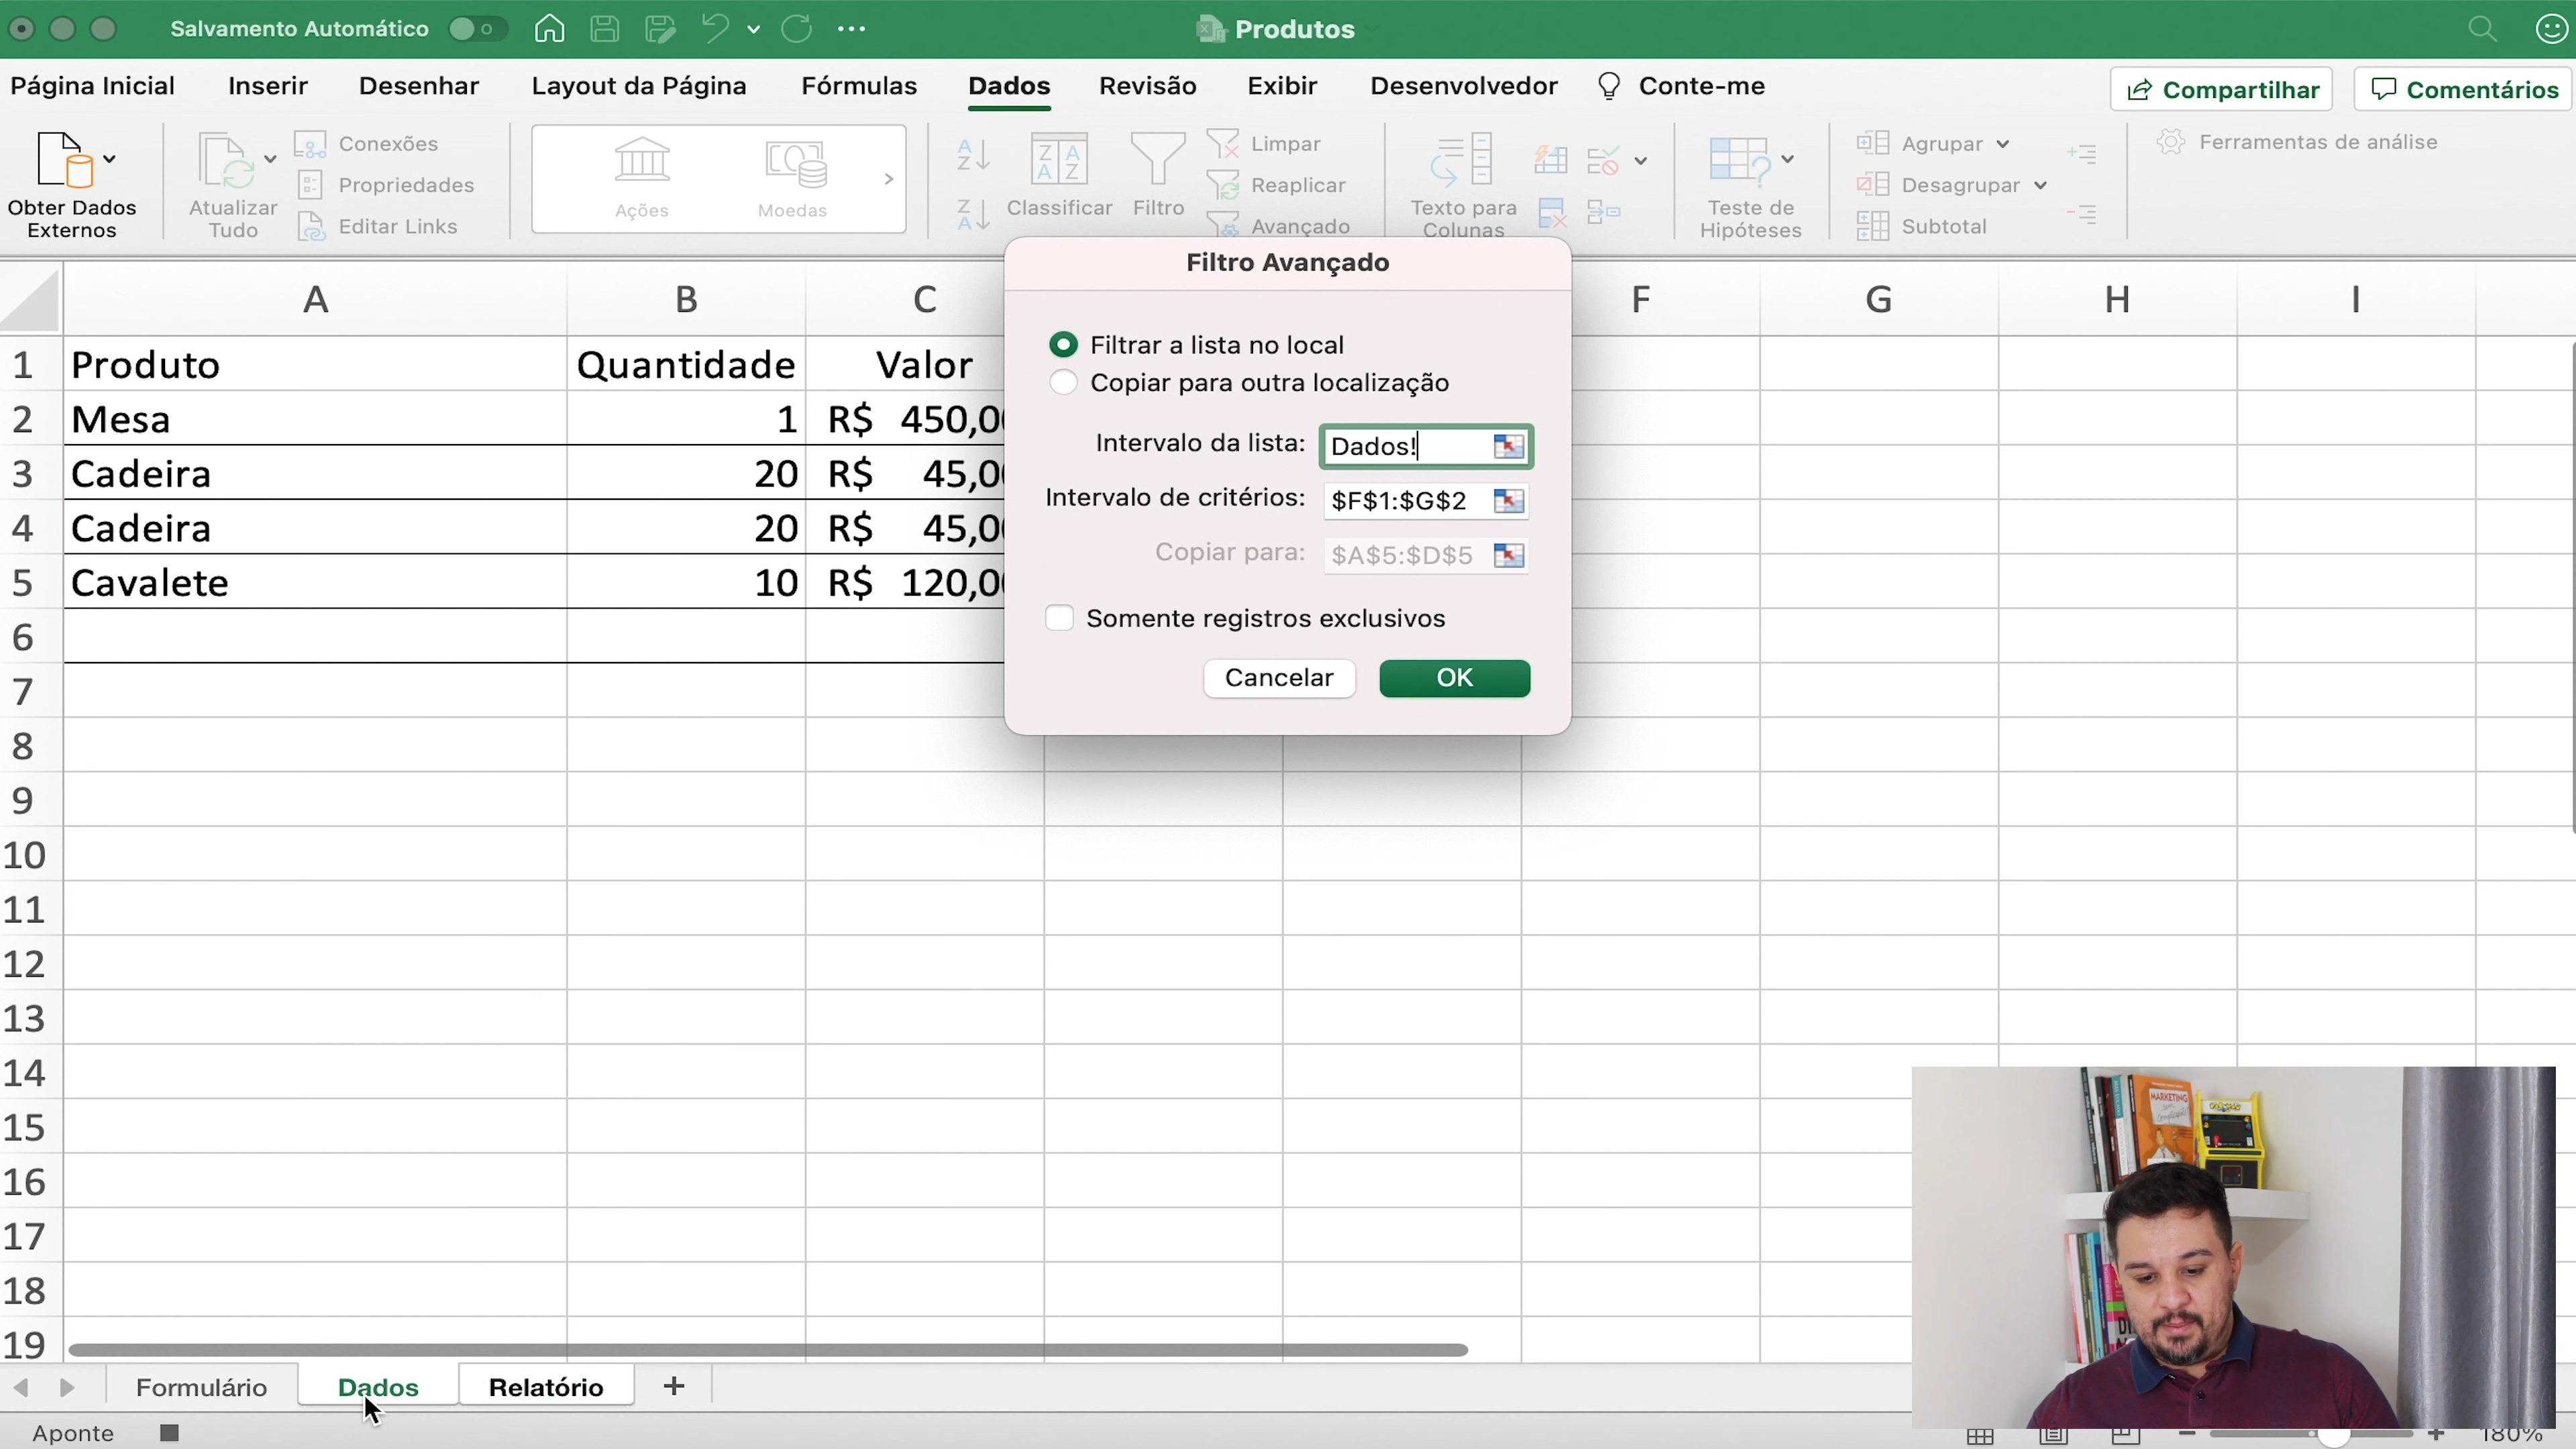 Salvamento Automático
Produtos
Página Inicial Inserir Desenhar Layout da Página Fórmulas Dados Revisão Exibir Desenvolvedor Conte-me
Compartilhar Comentários
Obter Dados
Externos
Atualizar
Tudo
Conexões
Propriedades
Editar Links
Ações
Moedas
Classificar
Filtro
Limpar
Reaplicar
Avançado
Texto para
Colunas
Teste de
Hipóteses
Agrupar
Desagrupar
Subtotal
Ferramentas de análise
A B C F G H I
1 Produto Quantidade Valor
2 Mesa 1 R$ 450,0
3 Cadeira 20 R$ 45,0
4 Cadeira 20 R$ 45,0
5 Cavalete 10 R$ 120,0
6
7
8
9
10
11
12
13
14
15
16
17
18
19
Filtro Avançado
Filtrar a lista no local
Copiar para outra localização
Intervalo da lista: Dados!
Intervalo de critérios: $F$1:$G$2
Copiar para: $A$5:$D$5
Somente registros exclusivos
Cancelar OK
MARKETING
Formulário Dados Relatório +
Aponte
180%